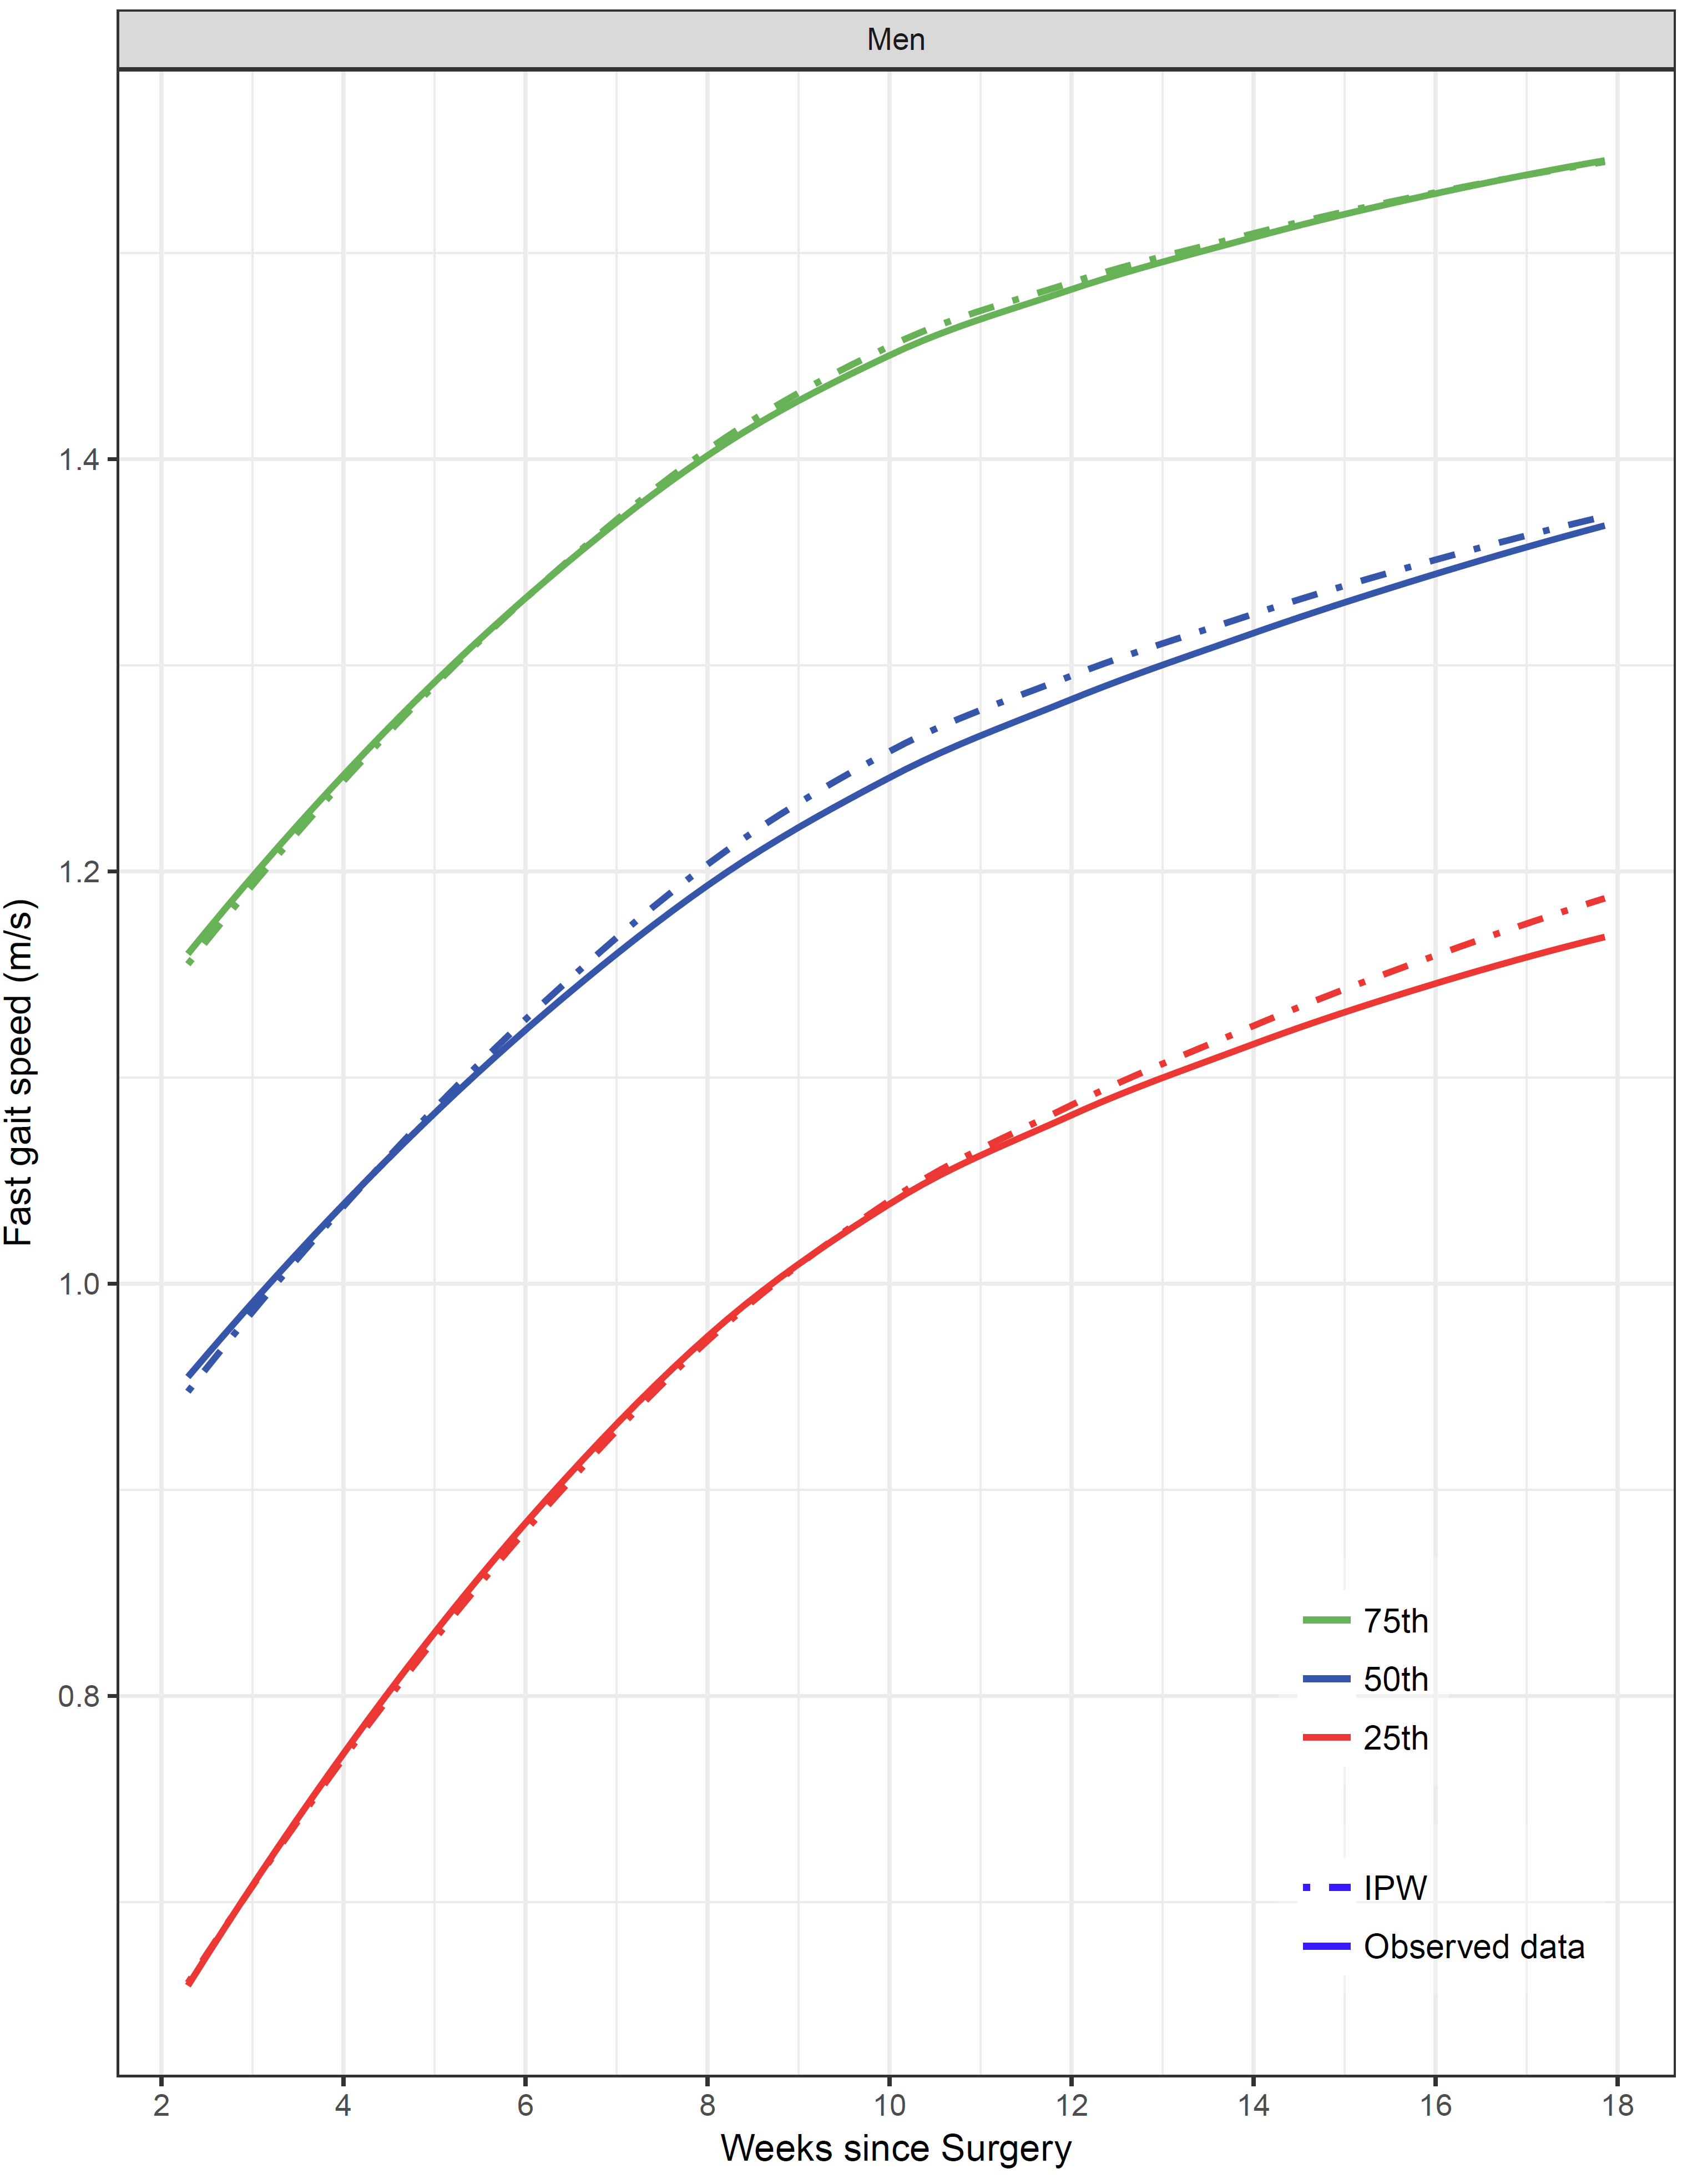 Men
Fast gait speed (m/s)
1.4
1.2
1.0
0.8
75th
50th
25th
IPW
Observed data
2 4 6 8 10 12 14 16 18
Weeks since Surgery